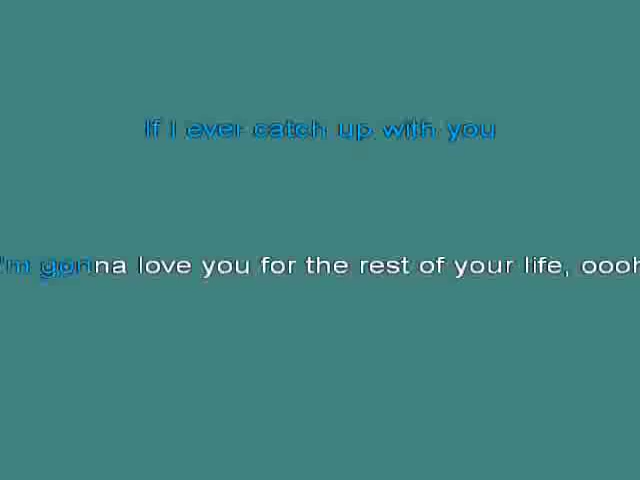 If I ever catch up with you
'm gonna love you for the rest of your life, oooh